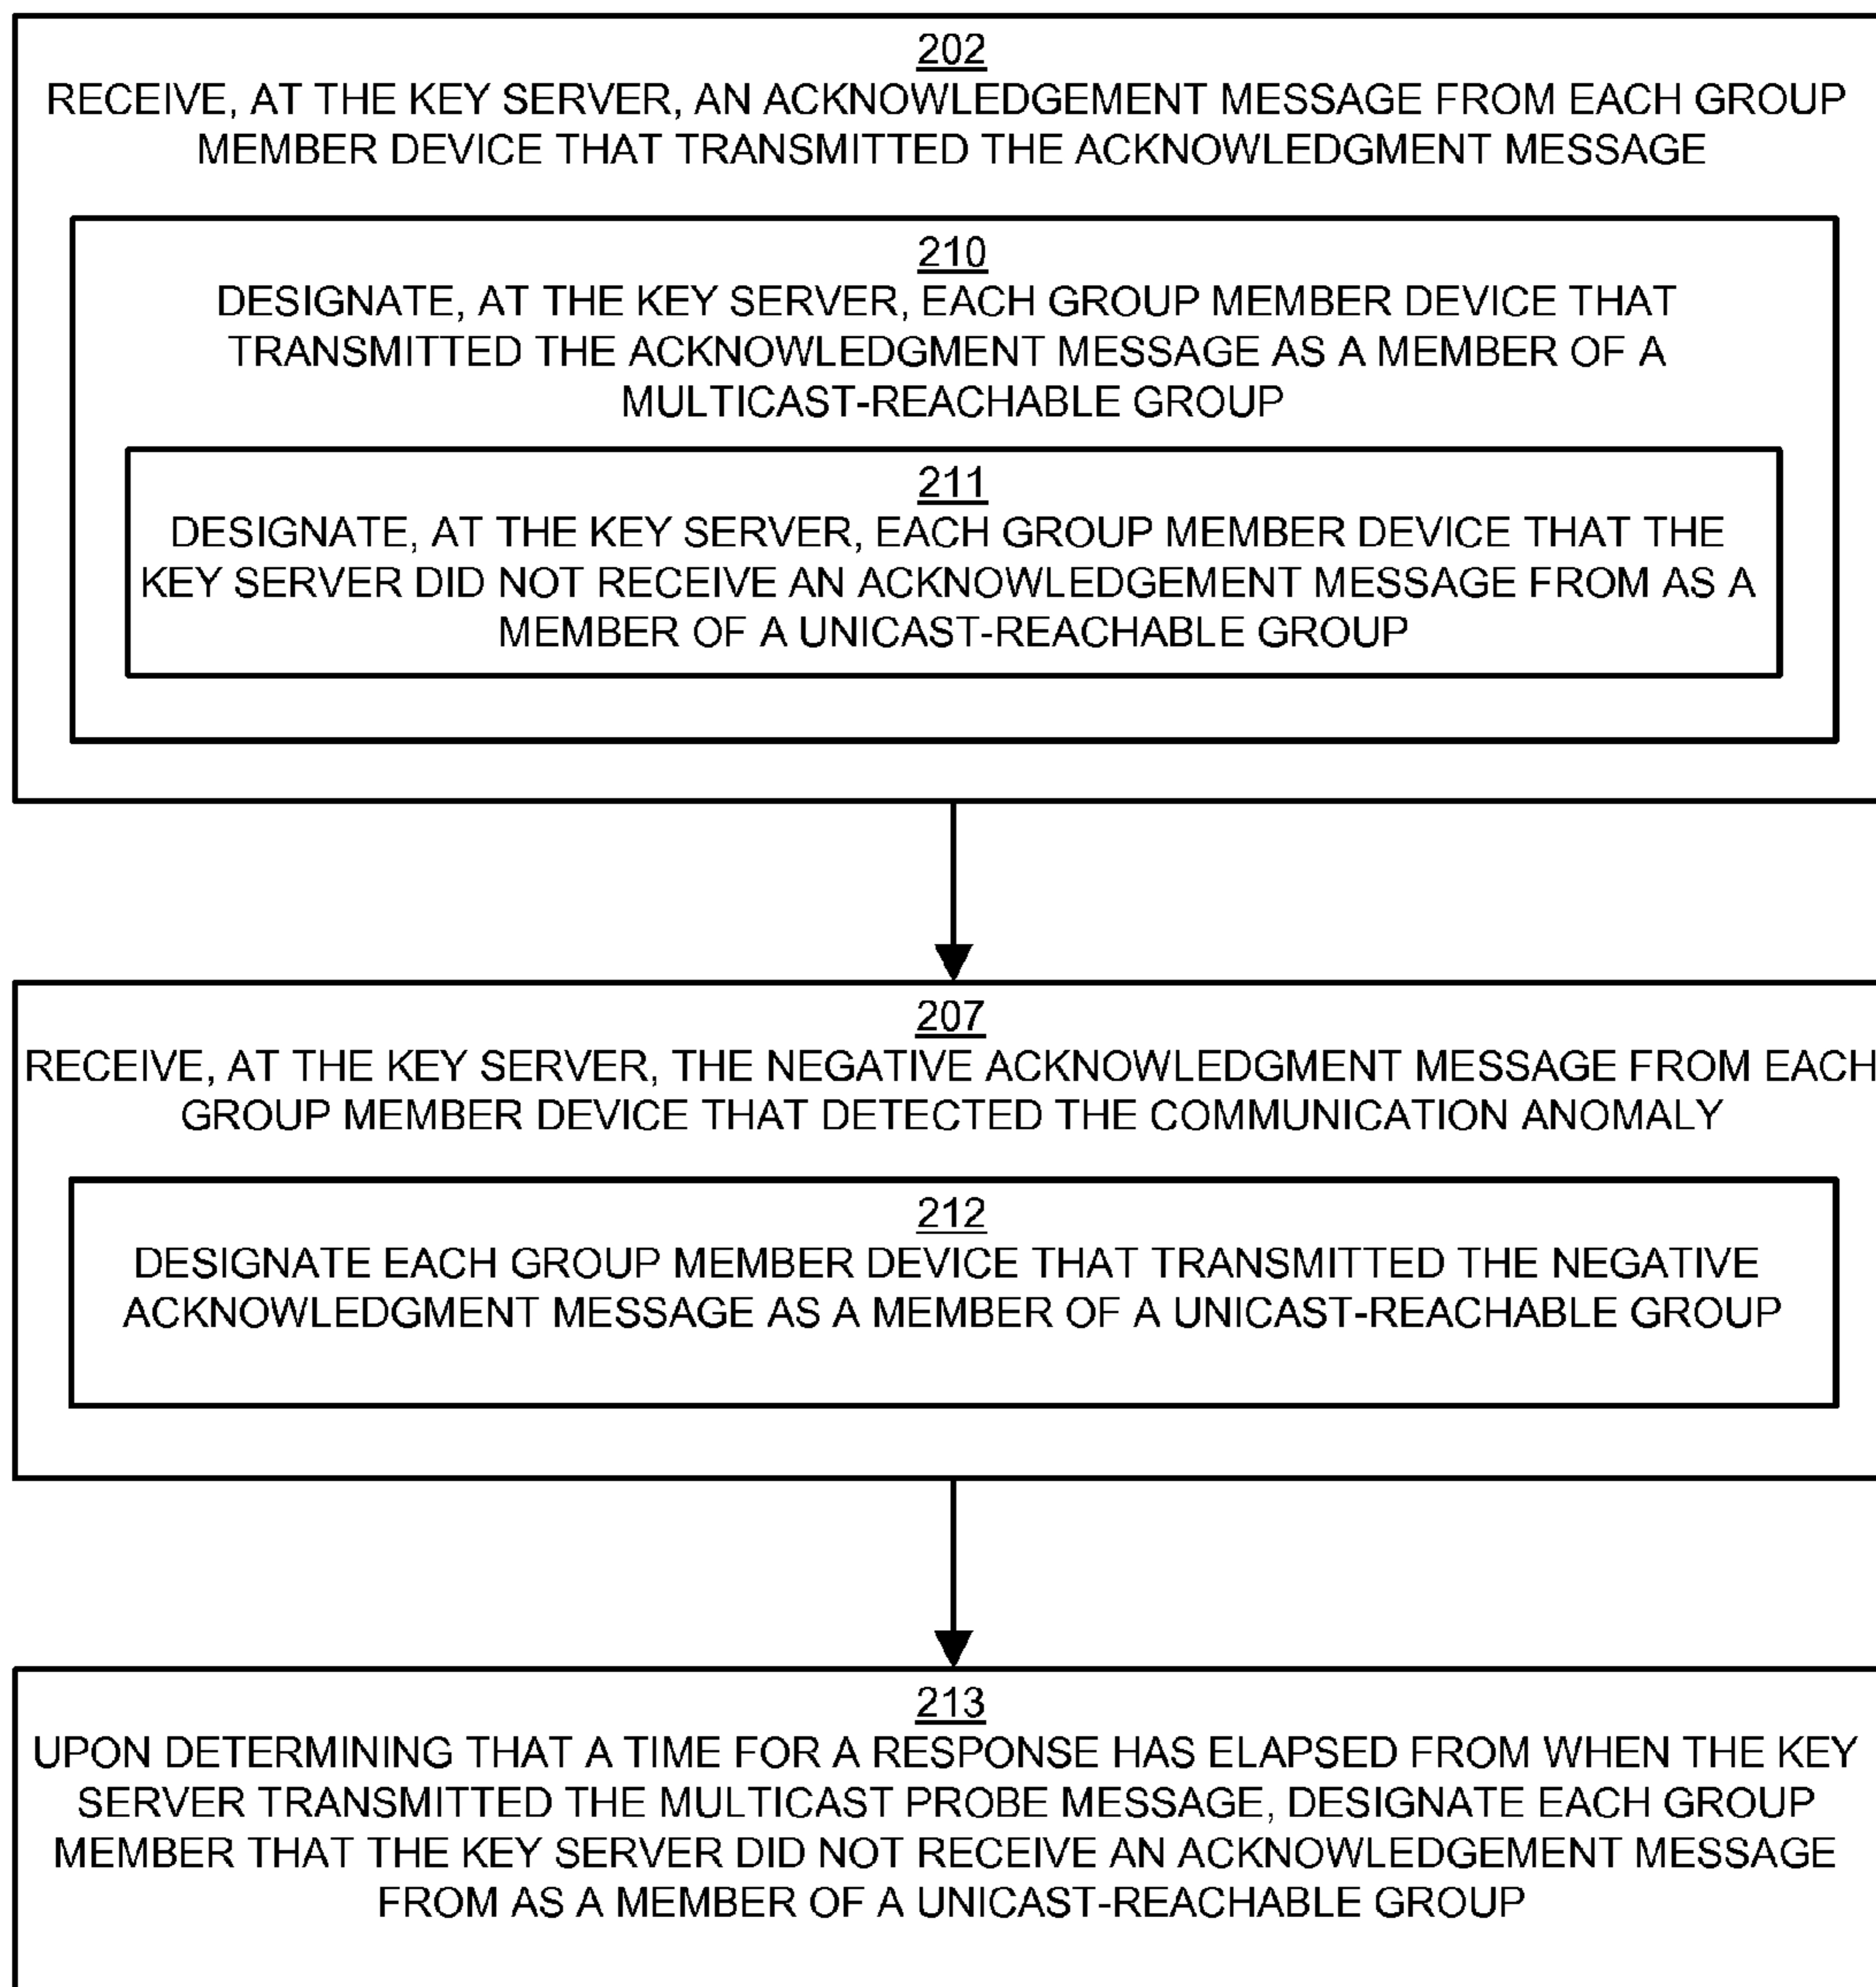 202
RECEIVE, AT THE KEY SERVER, AN ACKNOWLEDGEMENT MESSAGE FROM EACH GROUP
MEMBER DEVICE THAT TRANSMITTED THE ACKNOWLEDGMENT MESSAGE
210
DESIGNATE, AT THE KEY SERVER, EACH GROUP MEMBER DEVICE THAT
TRANSMITTED THE ACKNOWLEDGMENT MESSAGE AS A MEMBER OF A
MULTICAST-REACHABLE GROUP
211
DESIGNATE, AT THE KEY SERVER, EACH GROUP MEMBER DEVICE THAT THE
KEY SERVER DID NOT RECEIVE AN ACKNOWLEDGEMENT MESSAGE FROM AS A
MEMBER OF A UNICAST-REACHABLE GROUP
207
RECEIVE, AT THE KEY SERVER, THE NEGATIVE ACKNOWLEDGMENT MESSAGE FROM EACH
GROUP MEMBER DEVICE THAT DETECTED THE COMMUNICATION ANOMALY
212
DESIGNATE EACH GROUP MEMBER DEVICE THAT TRANSMITTED THE NEGATIVE
ACKNOWLEDGMENT MESSAGE AS A MEMBER OF A UNICAST-REACHABLE GROUP
213
UPON DETERMINING THAT A TIME FOR A RESPONSE HAS ELAPSED FROM WHEN THE KEY
SERVER TRANSMITTED THE MULTICAST PROBE MESSAGE, DESIGNATE EACH GROUP
MEMBER THAT THE KEY SERVER DID NOT RECEIVE AN ACKNOWLEDGEMENT MESSAGE
FROM AS A MEMBER OF A UNICAST-REACHABLE GROUP